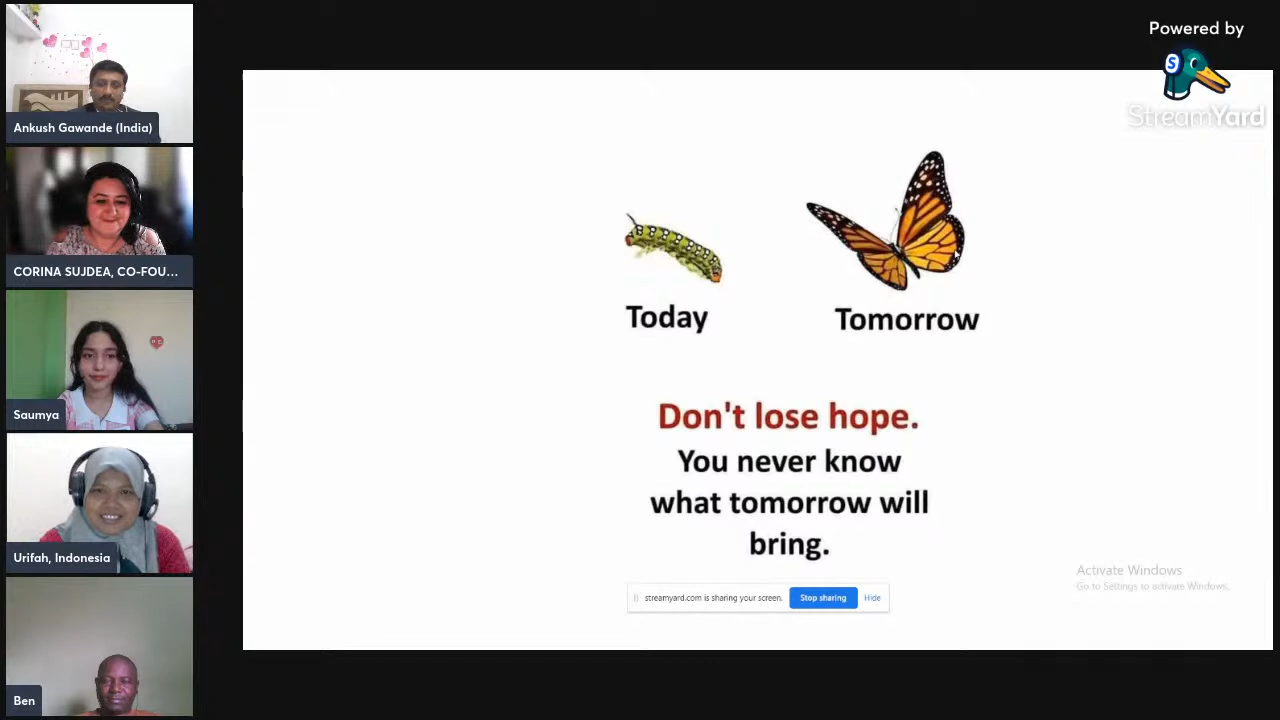 Powered by
StreamYard
Ankush Gawande (India)
CORINA SUJDEA, CO-FOU...
Saumya
Urifah, Indonesia
Ben
Today
Tomorrow
Don't lose hope.
You never know
what tomorrow will
bring.
streamyard.com is sharing your screen.
Stop sharing
Hide
Activate Windows
Go to Settings to activate Windows.